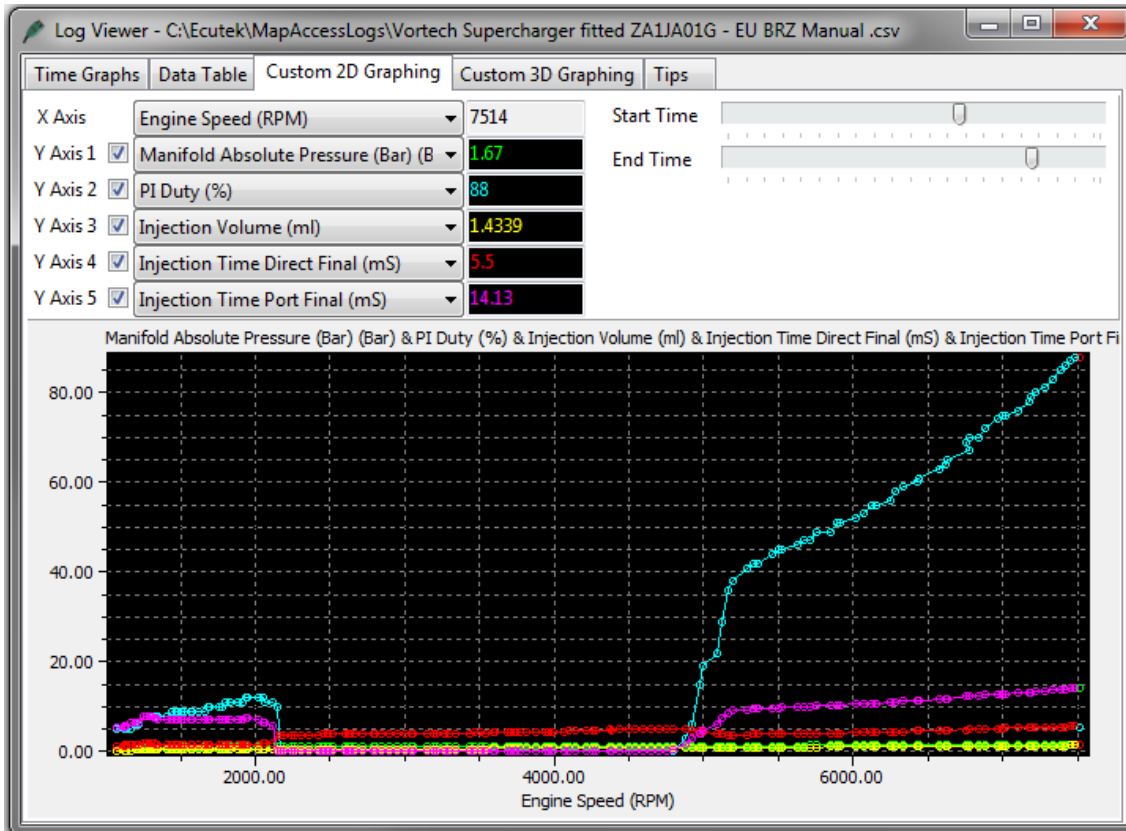 Log Viewer - C:\Ecutek\MapAccessLogs\Vortech Supercharger fitted ZA1JA01G - EU BRZ Manual .csv
Time Graphs Data Table Custom 2D Graphing Custom 3D Graphing Tips
X Axis Engine Speed (RPM) 7514 Start Time
Y Axis 1 Manifold Absolute Pressure (Bar) (B 1.67 End Time
Y Axis 2 PI Duty (%) 88
Y Axis 3 Injection Volume (ml) 1.4339
Y Axis 4 Injection Time Direct Final (mS) 5.5
Y Axis 5 Injection Time Port Final (mS) 14.13
Manifold Absolute Pressure (Bar) (Bar) & PI Duty (%) & Injection Volume (ml) & Injection Time Direct Final (mS) & Injection Time Port Fi
80.00
60.00
40.00
20.00
0.00
2000.00 4000.00 6000.00
Engine Speed (RPM)